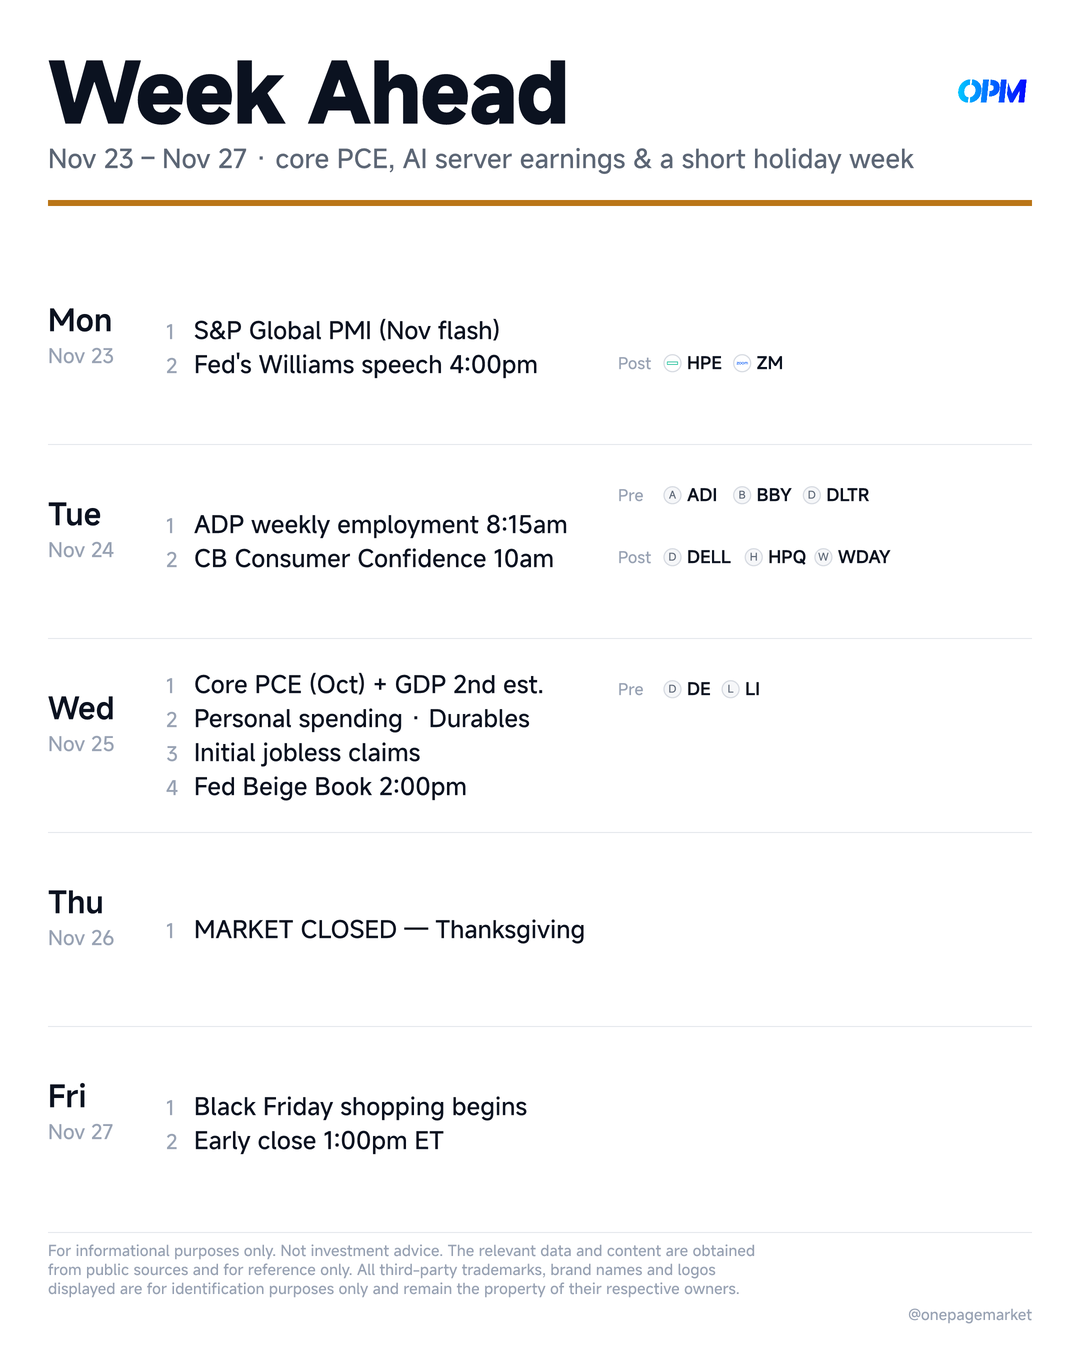 Week Ahead
OPM
Nov 23 – Nov 27 · core PCE, AI server earnings & a short holiday week
Mon
Nov 23
1 S&P Global PMI (Nov flash)
2 Fed's Williams speech 4:00pm
Post HPE zoom ZM
Tue
Nov 24
1 ADP weekly employment 8:15am
2 CB Consumer Confidence 10am
Pre A ADI B BBY D DLTR
Post D DELL H HPQ W WDAY
Wed
Nov 25
1 Core PCE (Oct) + GDP 2nd est.
2 Personal spending · Durables
3 Initial jobless claims
4 Fed Beige Book 2:00pm
Pre D DE L LI
Thu
Nov 26
1 MARKET CLOSED — Thanksgiving
Fri
Nov 27
1 Black Friday shopping begins
2 Early close 1:00pm ET
For informational purposes only. Not investment advice. The relevant data and content are obtained
from public sources and for reference only. All third-party trademarks, brand names and logos
displayed are for identification purposes only and remain the property of their respective owners.
@onepagemarket